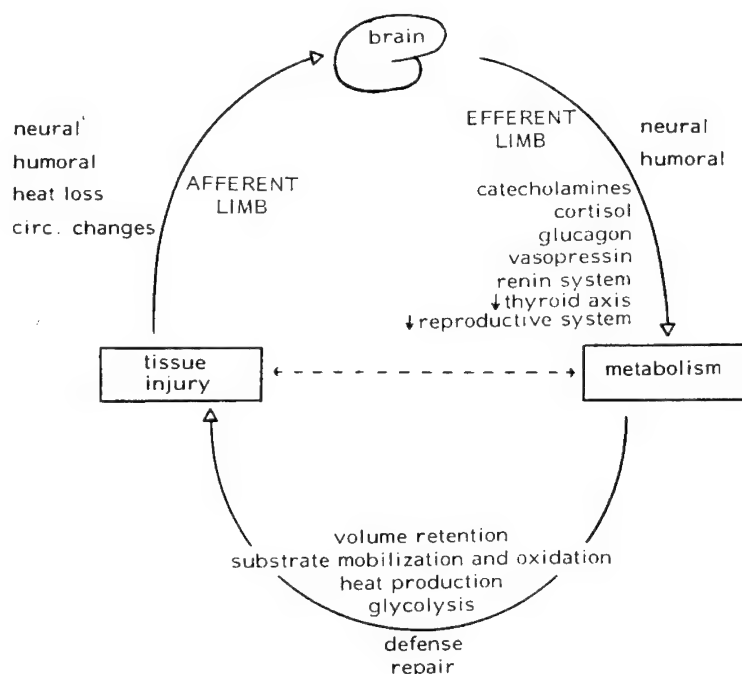 brain
neural
humoral
heat loss
circ. changes
AFFERENT
LIMB
EFFERENT
LIMB
neural
humoral
catecholamines
cortisol
glucagon
vasopressin
renin system
↓thyroid axis
↓reproductive system
tissue
injury
metabolism
volume retention
substrate mobilization and oxidation
heat production
glycolysis
defense
repair